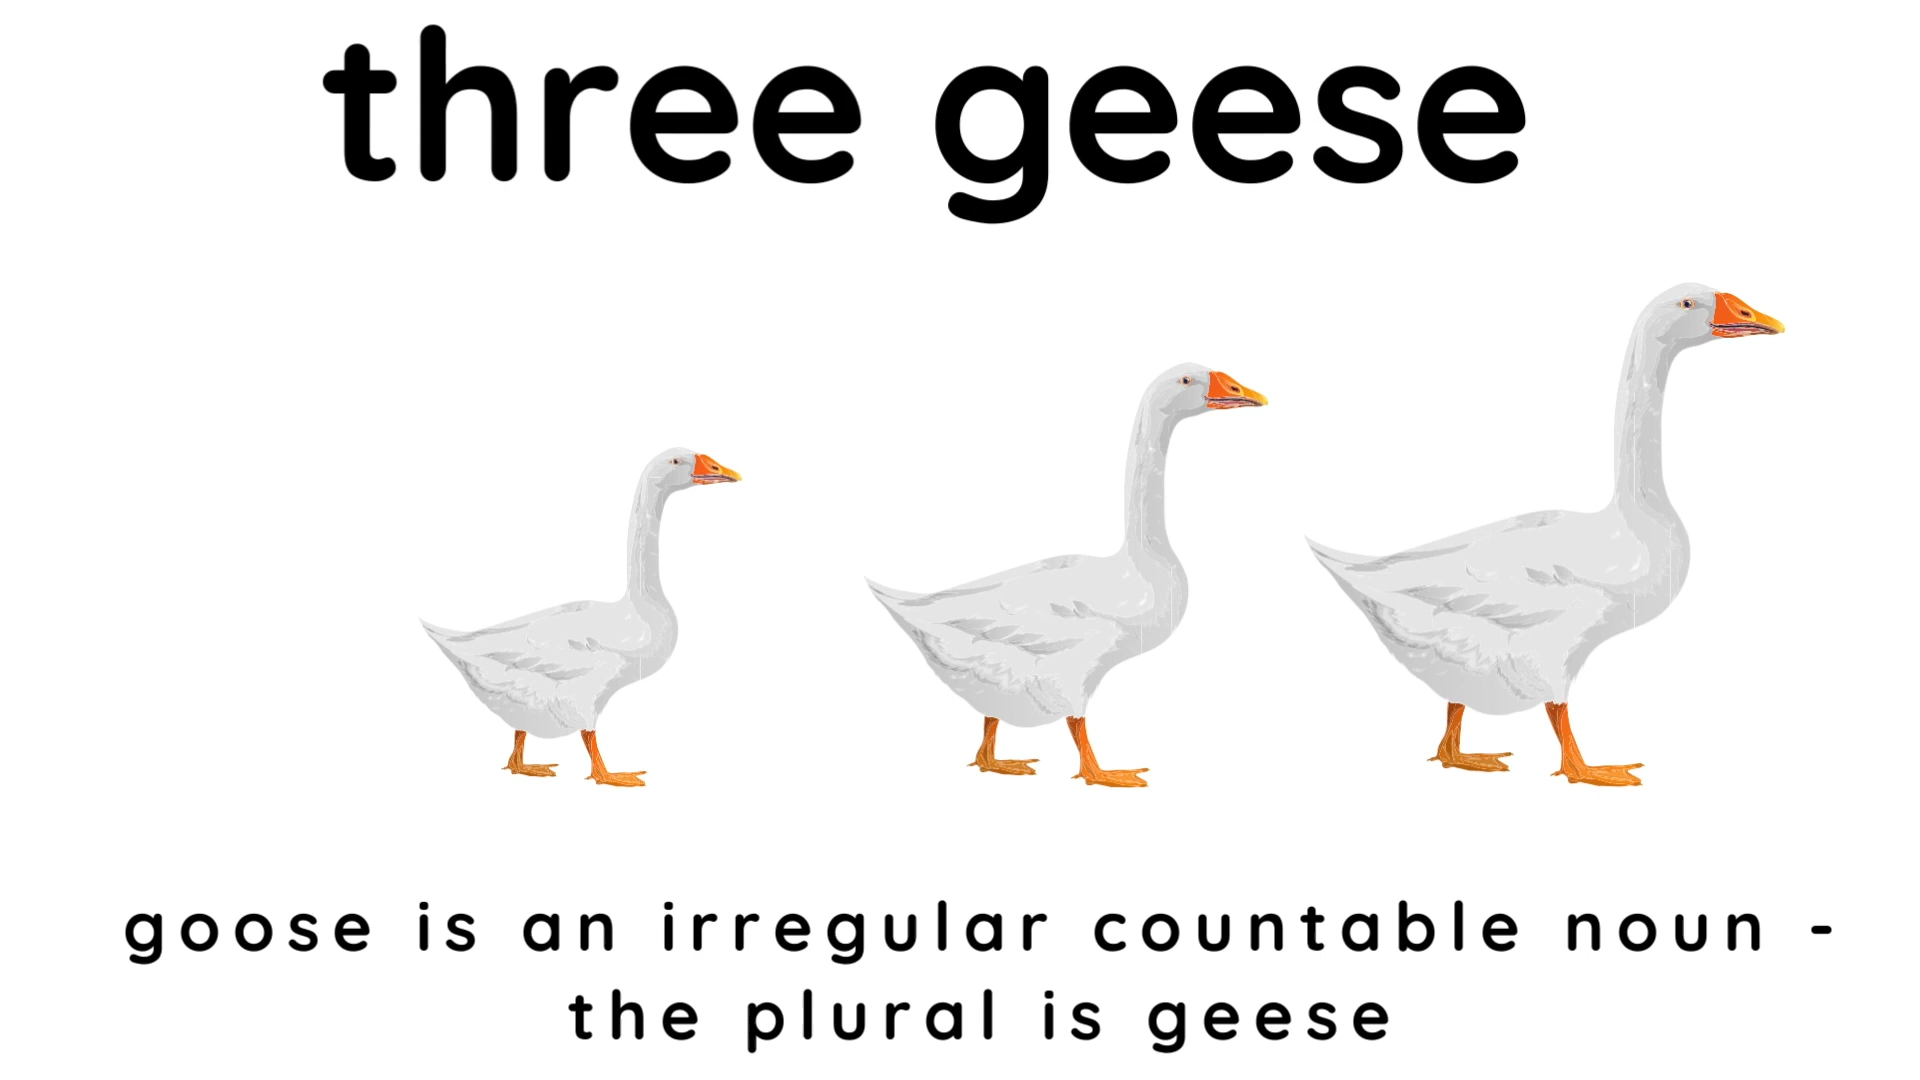 three geese
goose is an irregular countable noun -
the plural is geese